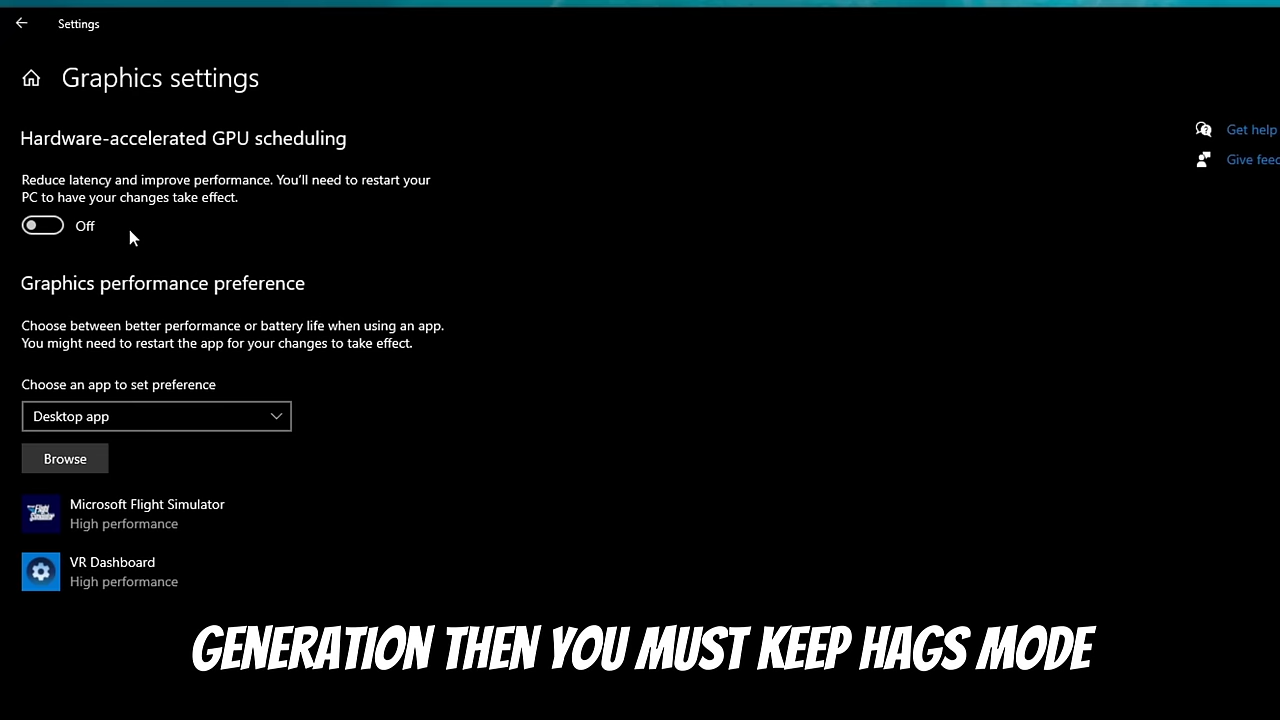 Settings
Graphics settings
Hardware-accelerated GPU scheduling
Get help
Give feed
Reduce latency and improve performance. You'll need to restart your
PC to have your changes take effect.
Off
Graphics performance preference
Choose between better performance or battery life when using an app.
You might need to restart the app for your changes to take effect.
Choose an app to set preference
Desktop app
Browse
Flight Simulator
Microsoft Flight Simulator
High performance
VR Dashboard
High performance
GENERATION THEN YOU MUST KEEP HAGS MODE